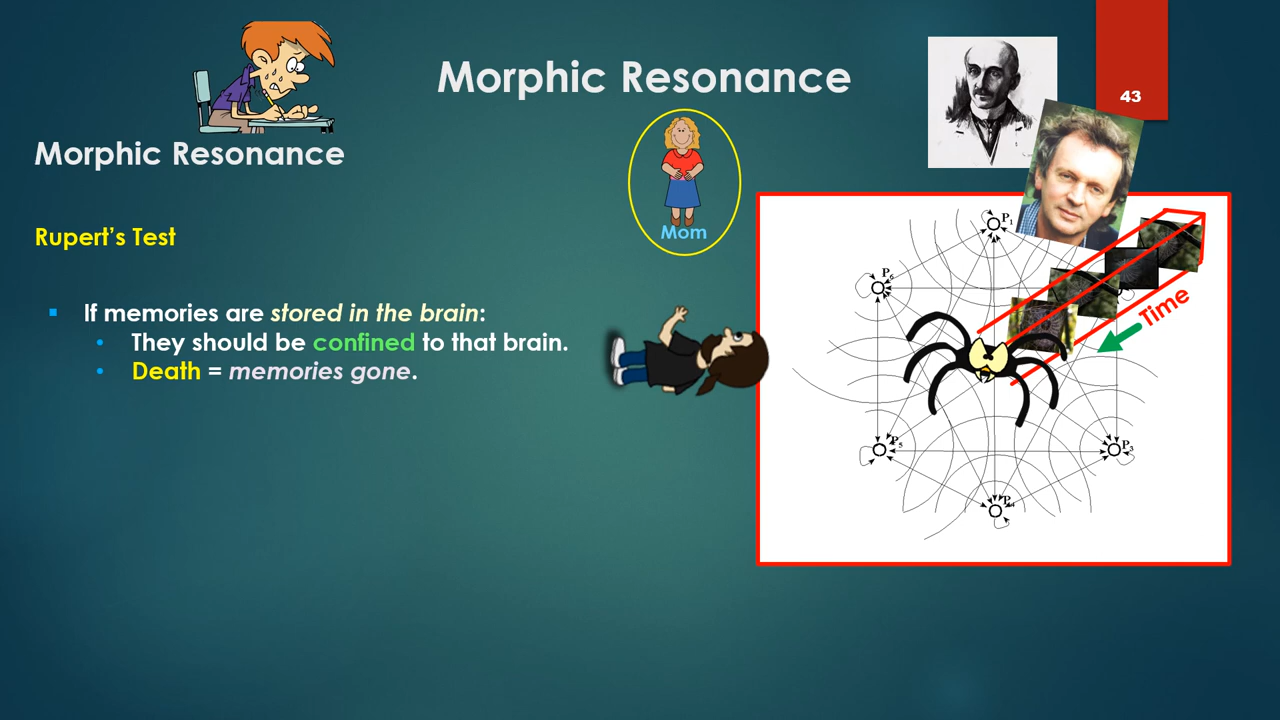 Morphic Resonance
43
Morphic Resonance
Rupert's Test
Mom
If memories are stored in the brain:
They should be confined to that brain.
Death = memories gone.
P1
P6
Time
P5
P3
P4